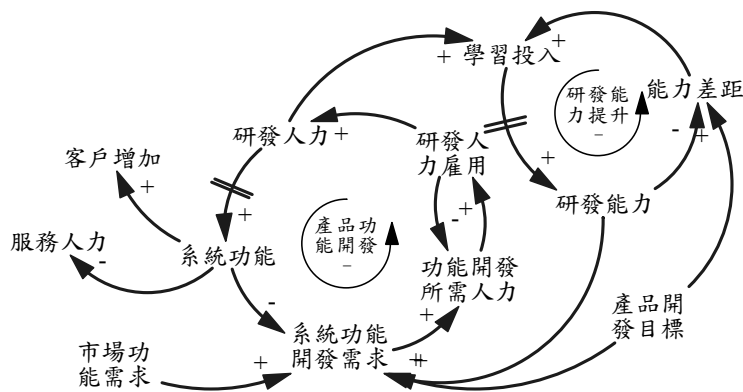 + 學習投入
+
能力差距
研發能
力提升
-
-
+
研發人力
+
研發人
力雇用
客戶增加
+
+
+
研發能力
服務人力
-
系統功能
產品功
能開發
-
-
+
功能開發
所需人力
產品開
發目標
-
+
系統功能
開發需求
市場功
能需求
+
+
+